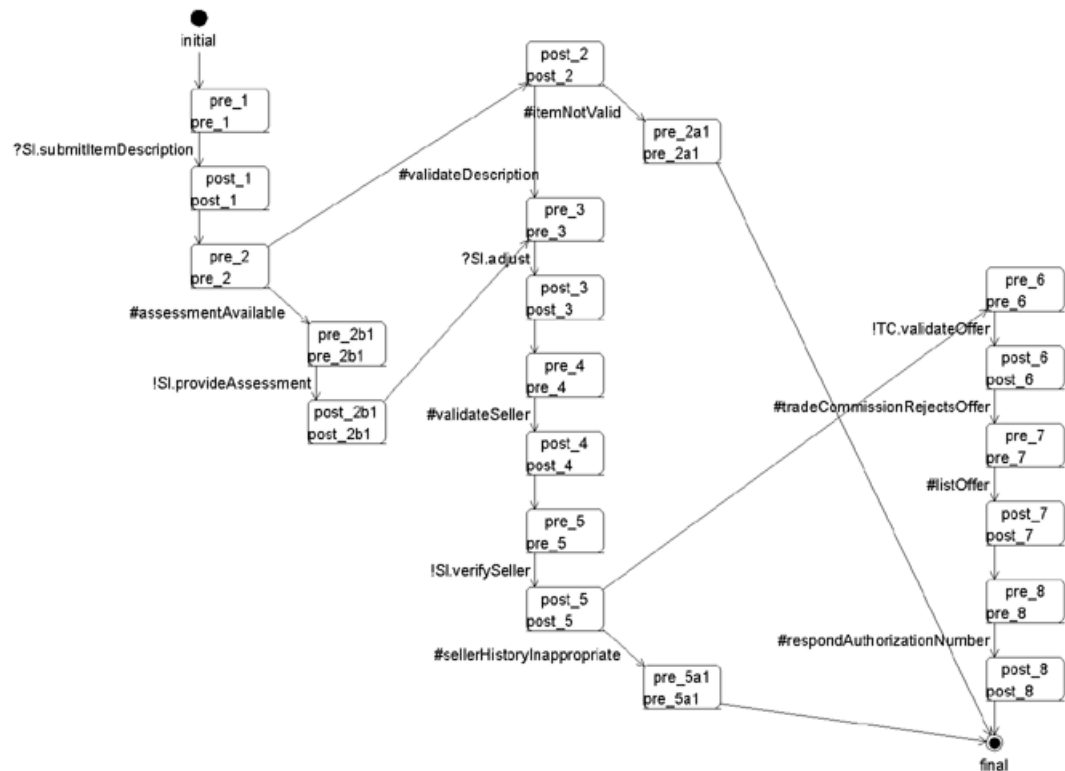 initial
pre_1
pre_1
?SI.submitItemDescription
post_1
post_1
pre_2
pre_2
#assessmentAvailable
pre_2b1
pre_2b1
!SI.provideAssessment
post_2b1
post_2b1
post_2
post_2
#itemNotValid
pre_2a1
pre_2a1
#validateDescription
pre_3
pre_3
?SI.adjust
post_3
post_3
pre_4
pre_4
#validateSeller
post_4
post_4
pre_5
pre_5
!SI.verifySeller
post_5
post_5
#sellerHistoryInappropriate
pre_5a1
pre_5a1
pre_6
pre_6
!TC.validateOffer
post_6
post_6
#tradeCommissionRejectsOffer
pre_7
pre_7
#listOffer
post_7
post_7
pre_8
pre_8
#respondAuthorizationNumber
post_8
post_8
final